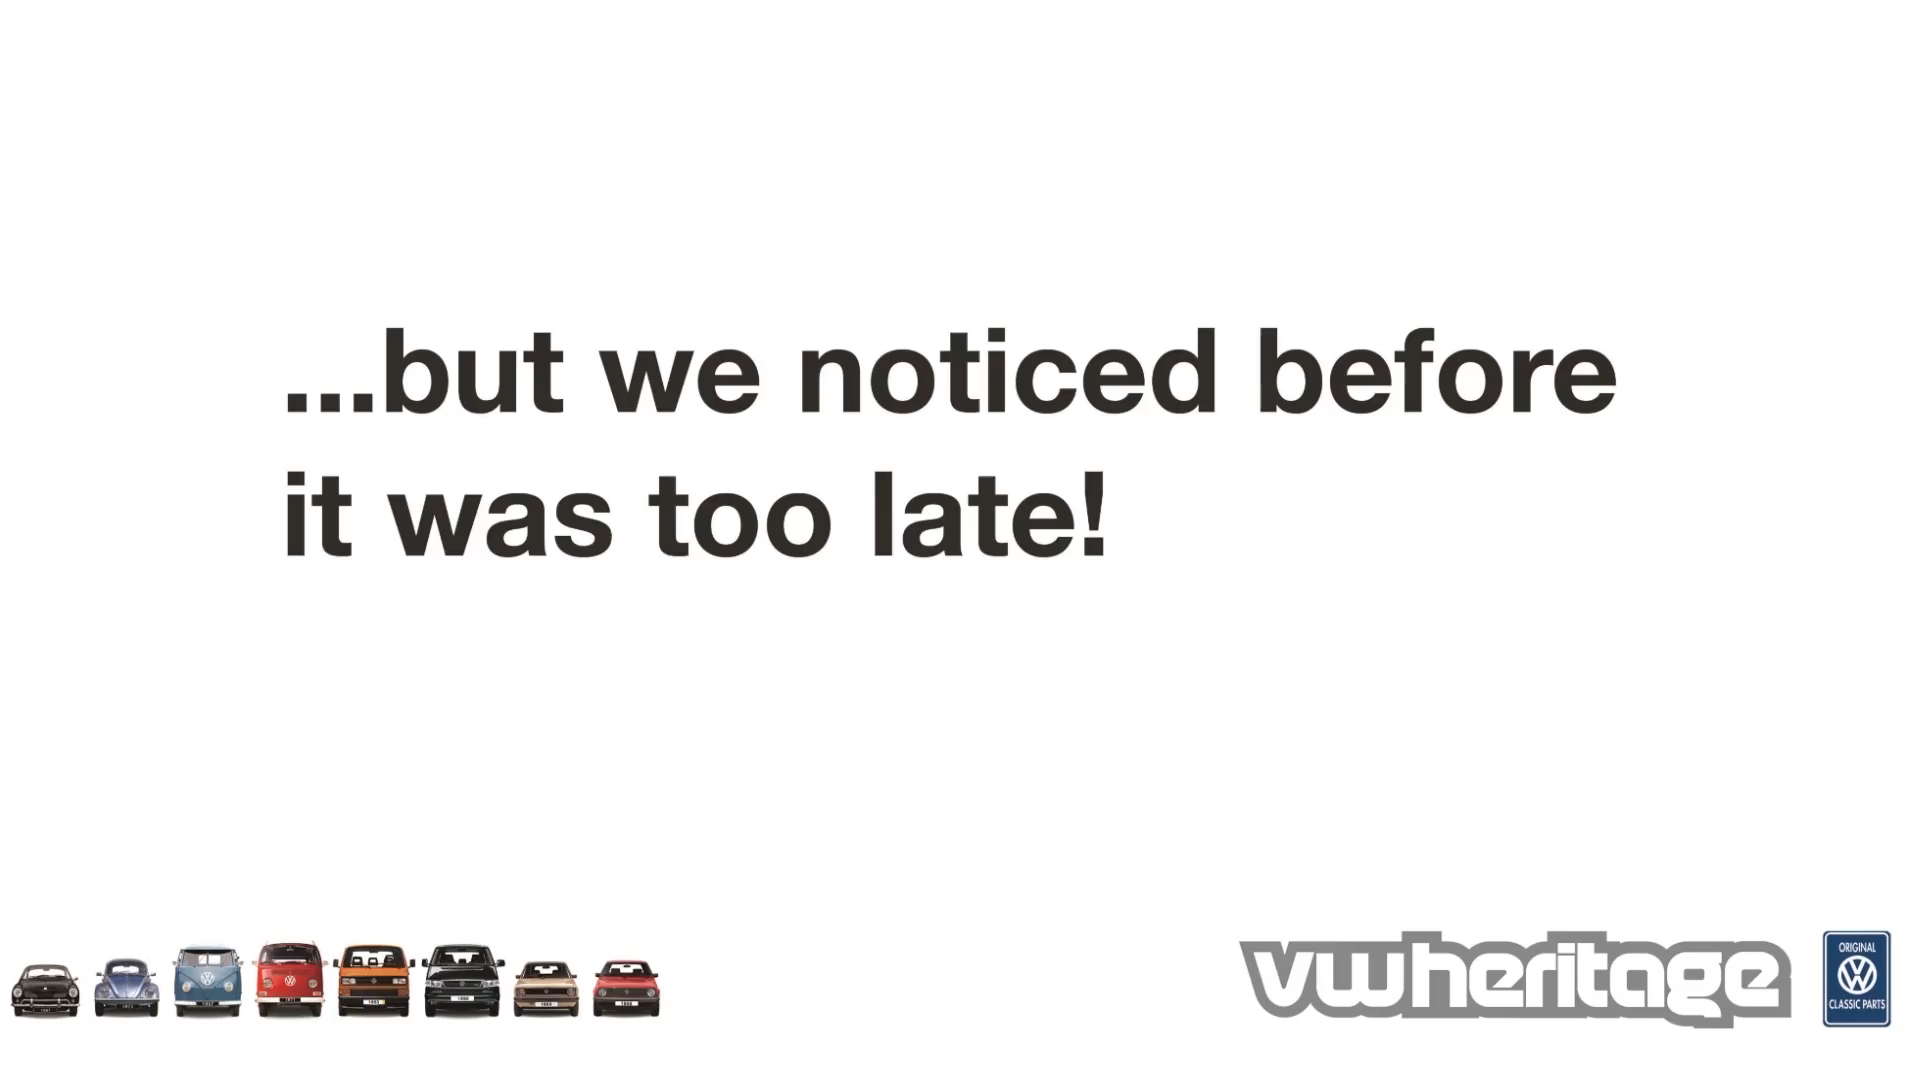 ...but we noticed before
it was too late!
vwheritage
ORIGINAL
CLASSIC PARTS